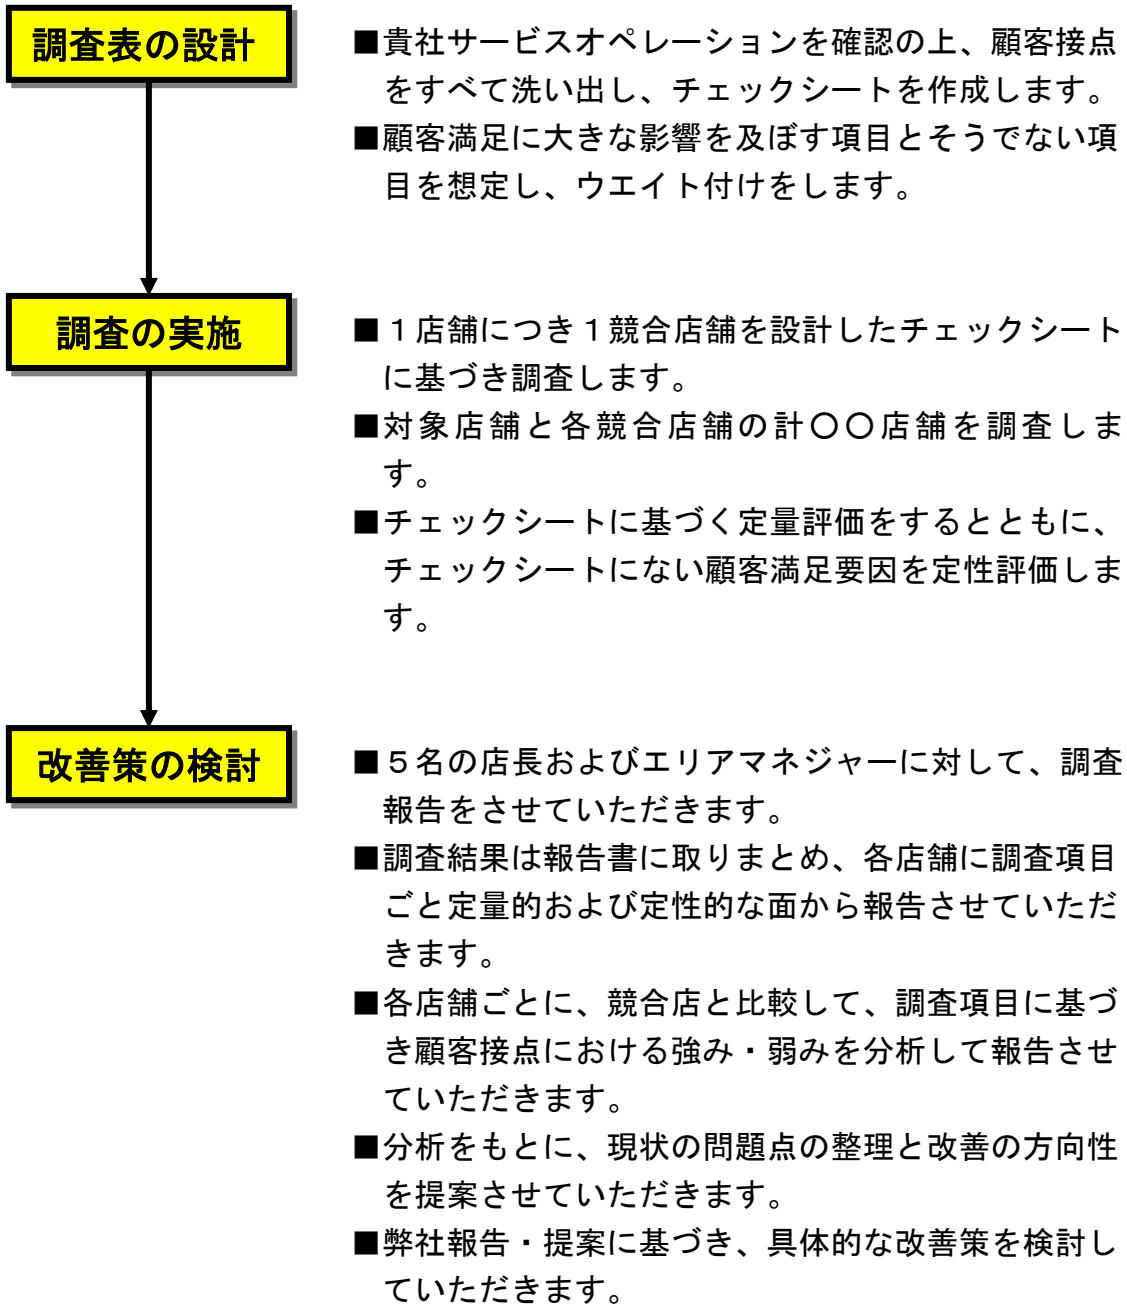 調査表の設計
■貴社サービスオペレーションを確認の上、顧客接点
をすべて洗い出し、チェックシートを作成します。
■顧客満足に大きな影響を及ぼす項目とそうでない項
目を想定し、ウエイト付けをします。
調査の実施
■１店舗につき１競合店舗を設計したチェックシート
に基づき調査します。
■対象店舗と各競合店舗の計〇〇店舗を調査しま
す。
■チェックシートに基づく定量評価をするとともに、
チェックシートにない顧客満足要因を定性評価しま
す。
改善策の検討
■５名の店長およびエリアマネジャーに対して、調査
報告をさせていただきます。
■調査結果は報告書に取りまとめ、各店舗に調査項目
ごと定量的および定性的な面から報告させていただ
きます。
■各店舗ごとに、競合店と比較して、調査項目に基づ
き顧客接点における強み・弱みを分析して報告させ
ていただきます。
■分析をもとに、現状の問題点の整理と改善の方向性
を提案させていただきます。
■弊社報告・提案に基づき、具体的な改善策を検討し
ていただきます。